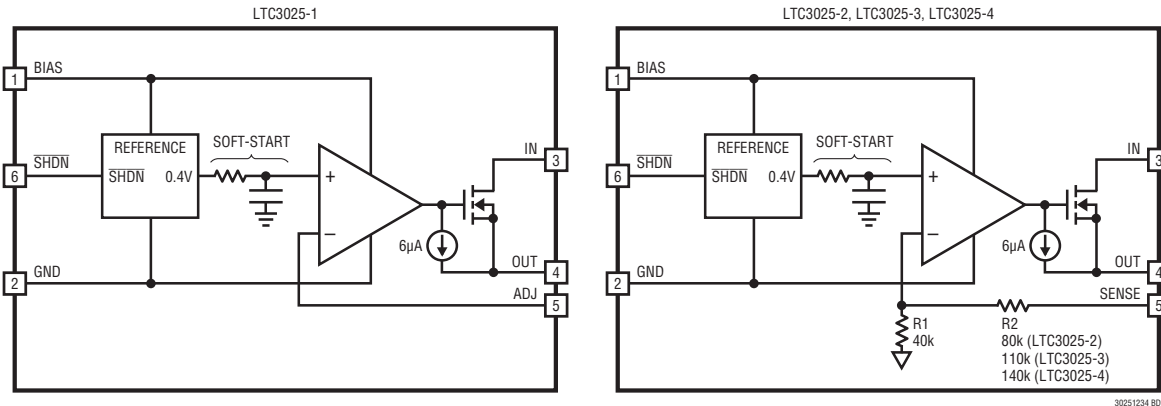 LTC3025-1
1 BIAS
6 SHDN
2 GND
REFERENCE
SHDN 0.4V
SOFT-START
+
–
6µA
IN 3
OUT 4
ADJ 5
LTC3025-2, LTC3025-3, LTC3025-4
1 BIAS
6 SHDN
2 GND
REFERENCE
SHDN 0.4V
SOFT-START
+
–
6µA
IN 3
OUT 4
SENSE 5
R1
40k
R2
80k (LTC3025-2)
110k (LTC3025-3)
140k (LTC3025-4)
30251234 BD